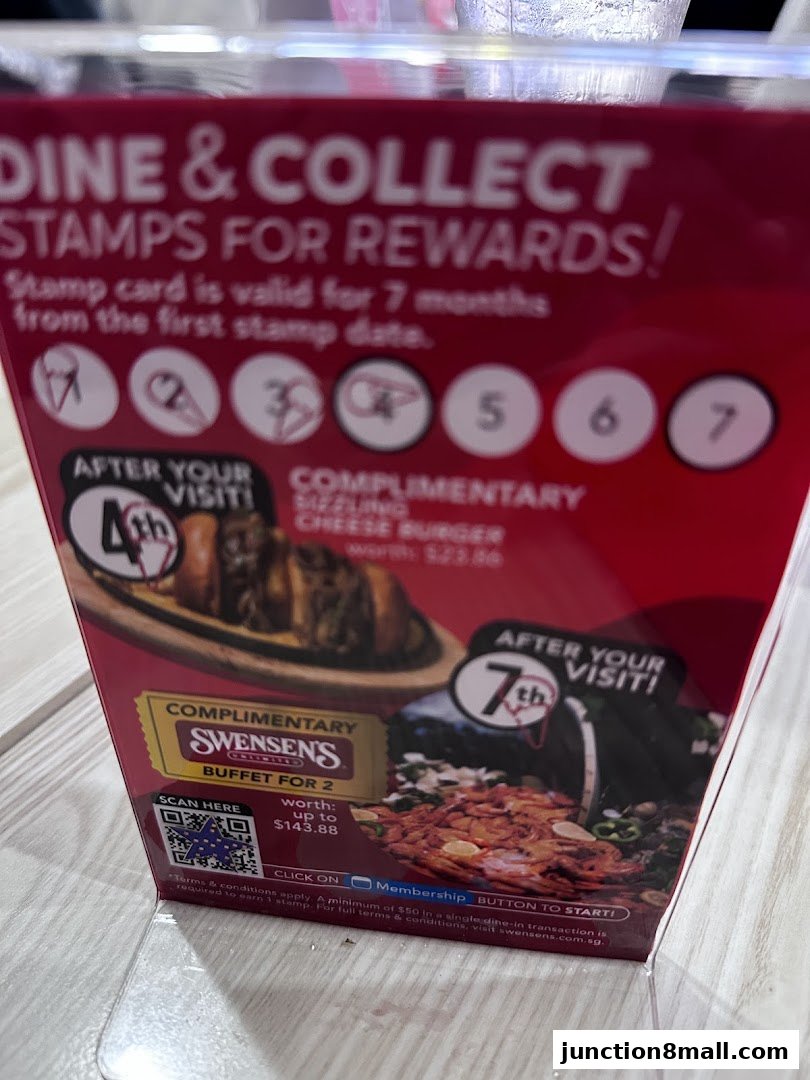 DINE & COLLECT
STAMPS FOR REWARDS!
Stamp card is valid for 7 months
from the first stamp date.
1 2 3 4 5 6 7
AFTER YOUR
4th VISIT!
COMPLIMENTARY
SIZZLING
CHEESE BURGER
worth: $23.86
AFTER YOUR
7th VISIT!
COMPLIMENTARY
SWENSEN'S
UNLIMITED
BUFFET FOR 2
worth:
up to
$143.88
SCAN HERE
CLICK ON Membership BUTTON TO START!
*Terms & conditions apply. A minimum of $50 in a single dine-in transaction is
required to earn 1 stamp. For full terms & conditions, visit swensens.com.sg.
junction8mall.com